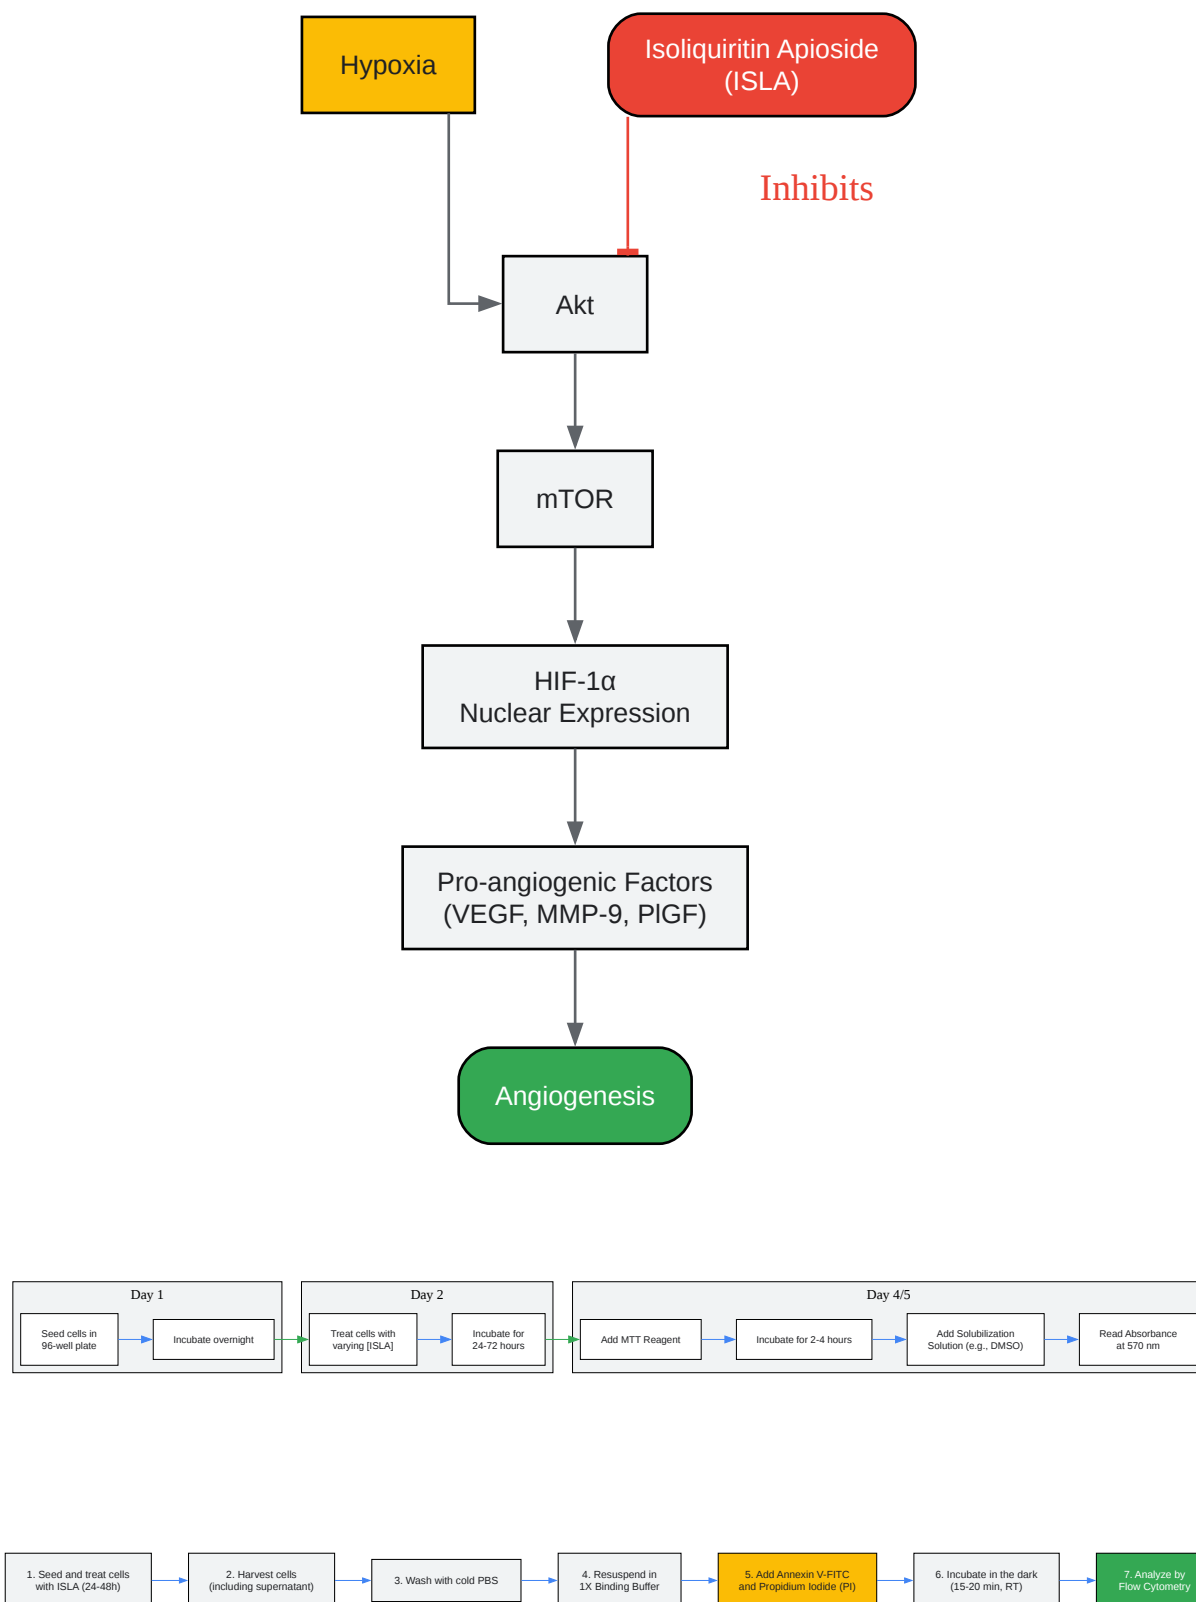 Hypoxia
Isoliquiritin Apioside
(ISLA)
Inhibits
Akt
mTOR
HIF-1α
Nuclear Expression
Pro-angiogenic Factors
(VEGF, MMP-9, PlGF)
Angiogenesis
Day 1
Seed cells in
96-well plate
Incubate overnight
Day 2
Treat cells with
varying [ISLA]
Incubate for
24-72 hours
Day 4/5
Add MTT Reagent
Incubate for 2-4 hours
Add Solubilization
Solution (e.g., DMSO)
Read Absorbance
at 570 nm
1. Seed and treat cells
with ISLA (24-48h)
2. Harvest cells
(including supernatant)
3. Wash with cold PBS
4. Resuspend in
1X Binding Buffer
5. Add Annexin V-FITC
and Propidium Iodide (PI)
6. Incubate in the dark
(15-20 min, RT)
7. Analyze by
Flow Cytometry